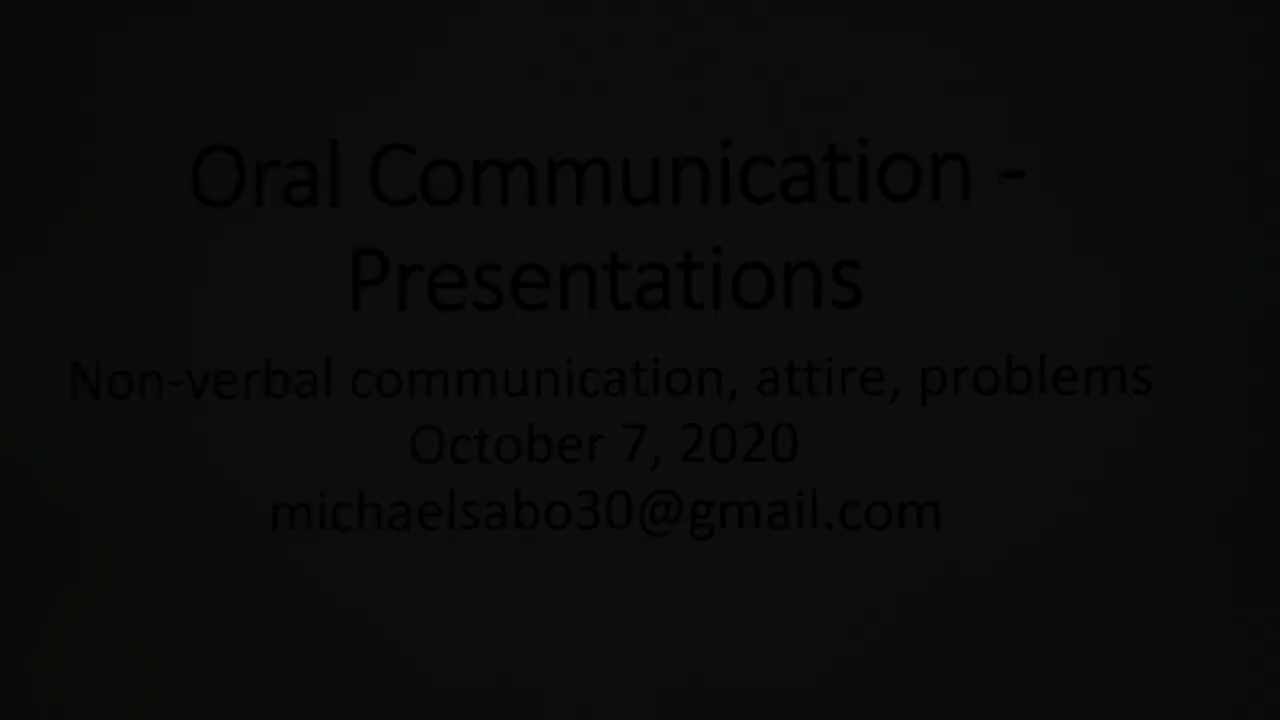 Oral Communication -
Presentations
Non-verbal communication, attire, problems
October 7, 2020
michaelsabo30@gmail.com